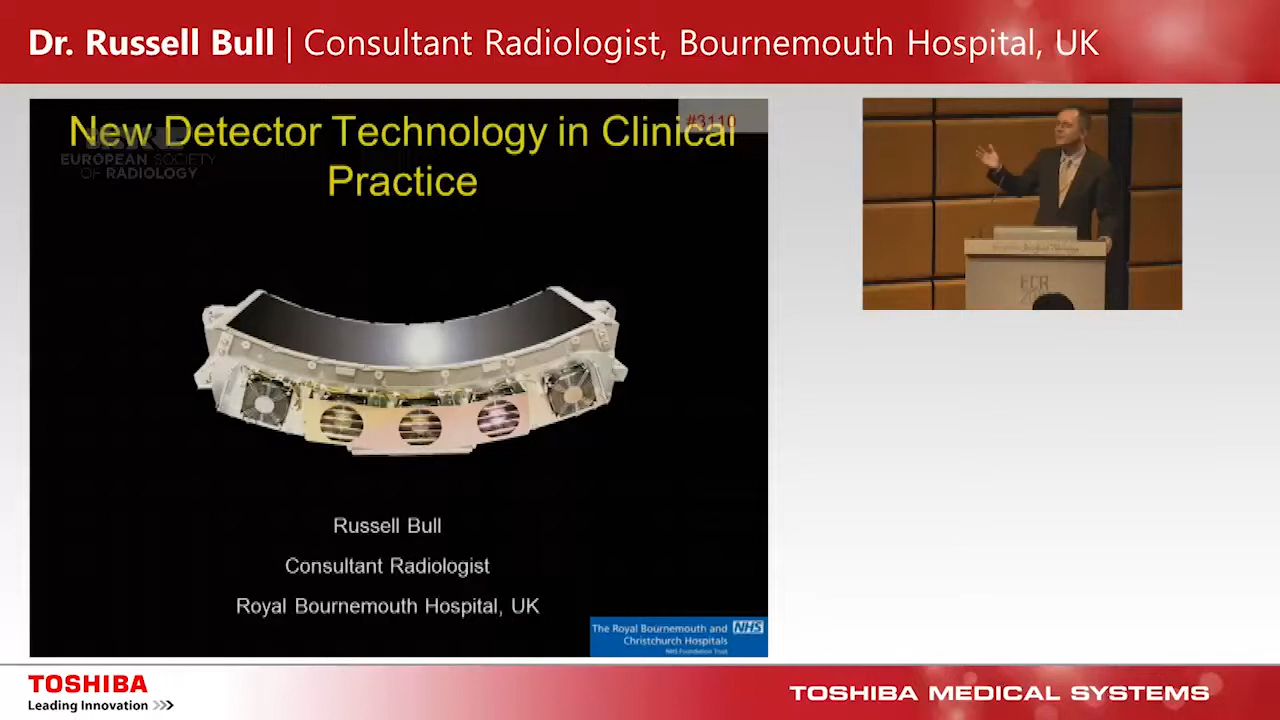 Dr. Russell Bull | Consultant Radiologist, Bournemouth Hospital, UK
#3110
New Detector Technology in Clinical
Practice
EUROPEAN SOCIETY
OF RADIOLOGY
ECR
Russell Bull
Consultant Radiologist
Royal Bournemouth Hospital, UK
The Royal Bournemouth and NHS
Christchurch Hospitals
NHS Foundation Trust
TOSHIBA
Leading Innovation >>>
TOSHIBA MEDICAL SYSTEMS